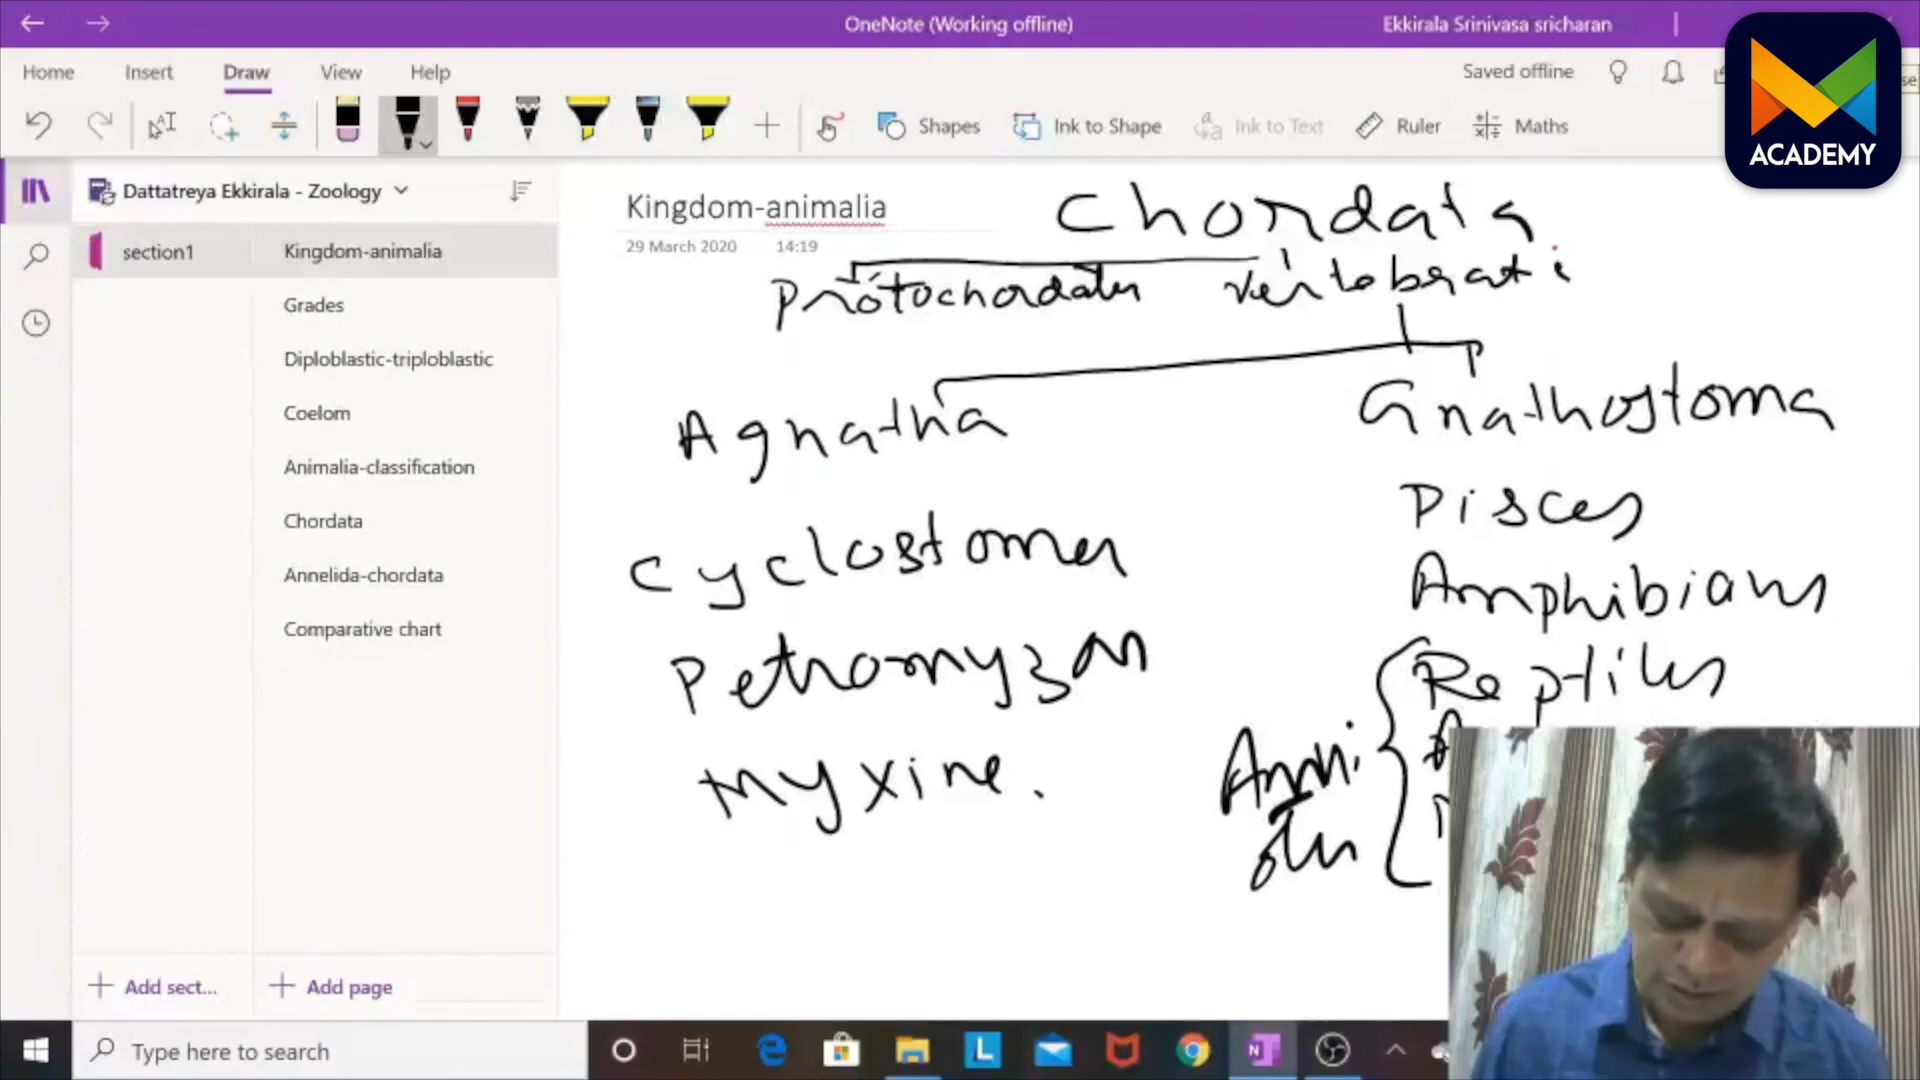 OneNote (Working offline)
Ekkirala Srinivasa sricharan
Home Insert Draw View Help
Saved offline
Shapes Ink to Shape Ink to Text Ruler Maths
ACADEMY
Dattatreya Ekkirala - Zoology
section1
Kingdom-animalia
Grades
Diploblastic-triploblastic
Coelom
Animalia-classification
Chordata
Annelida-chordata
Comparative chart
Add sect...
Add page
Kingdom-animalia
29 March 2020 14:19
Chordata
Protochordates
Agnatha
Gnathostoma
Cyclostomes
Pisces
Amphibians
Petromyzon
Reptiles
Myxine.
Type here to search